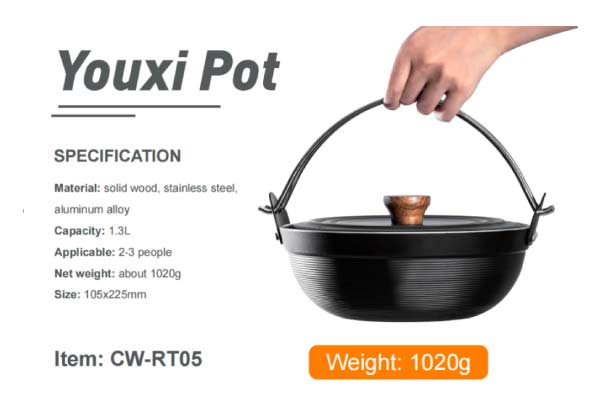 Youxi Pot
SPECIFICATION
Material: solid wood, stainless steel,
aluminum alloy
Capacity: 1.3L
Applicable: 2-3 people
Net weight: about 1020g
Size: 105x225mm
Item: CW-RT05
Weight: 1020g